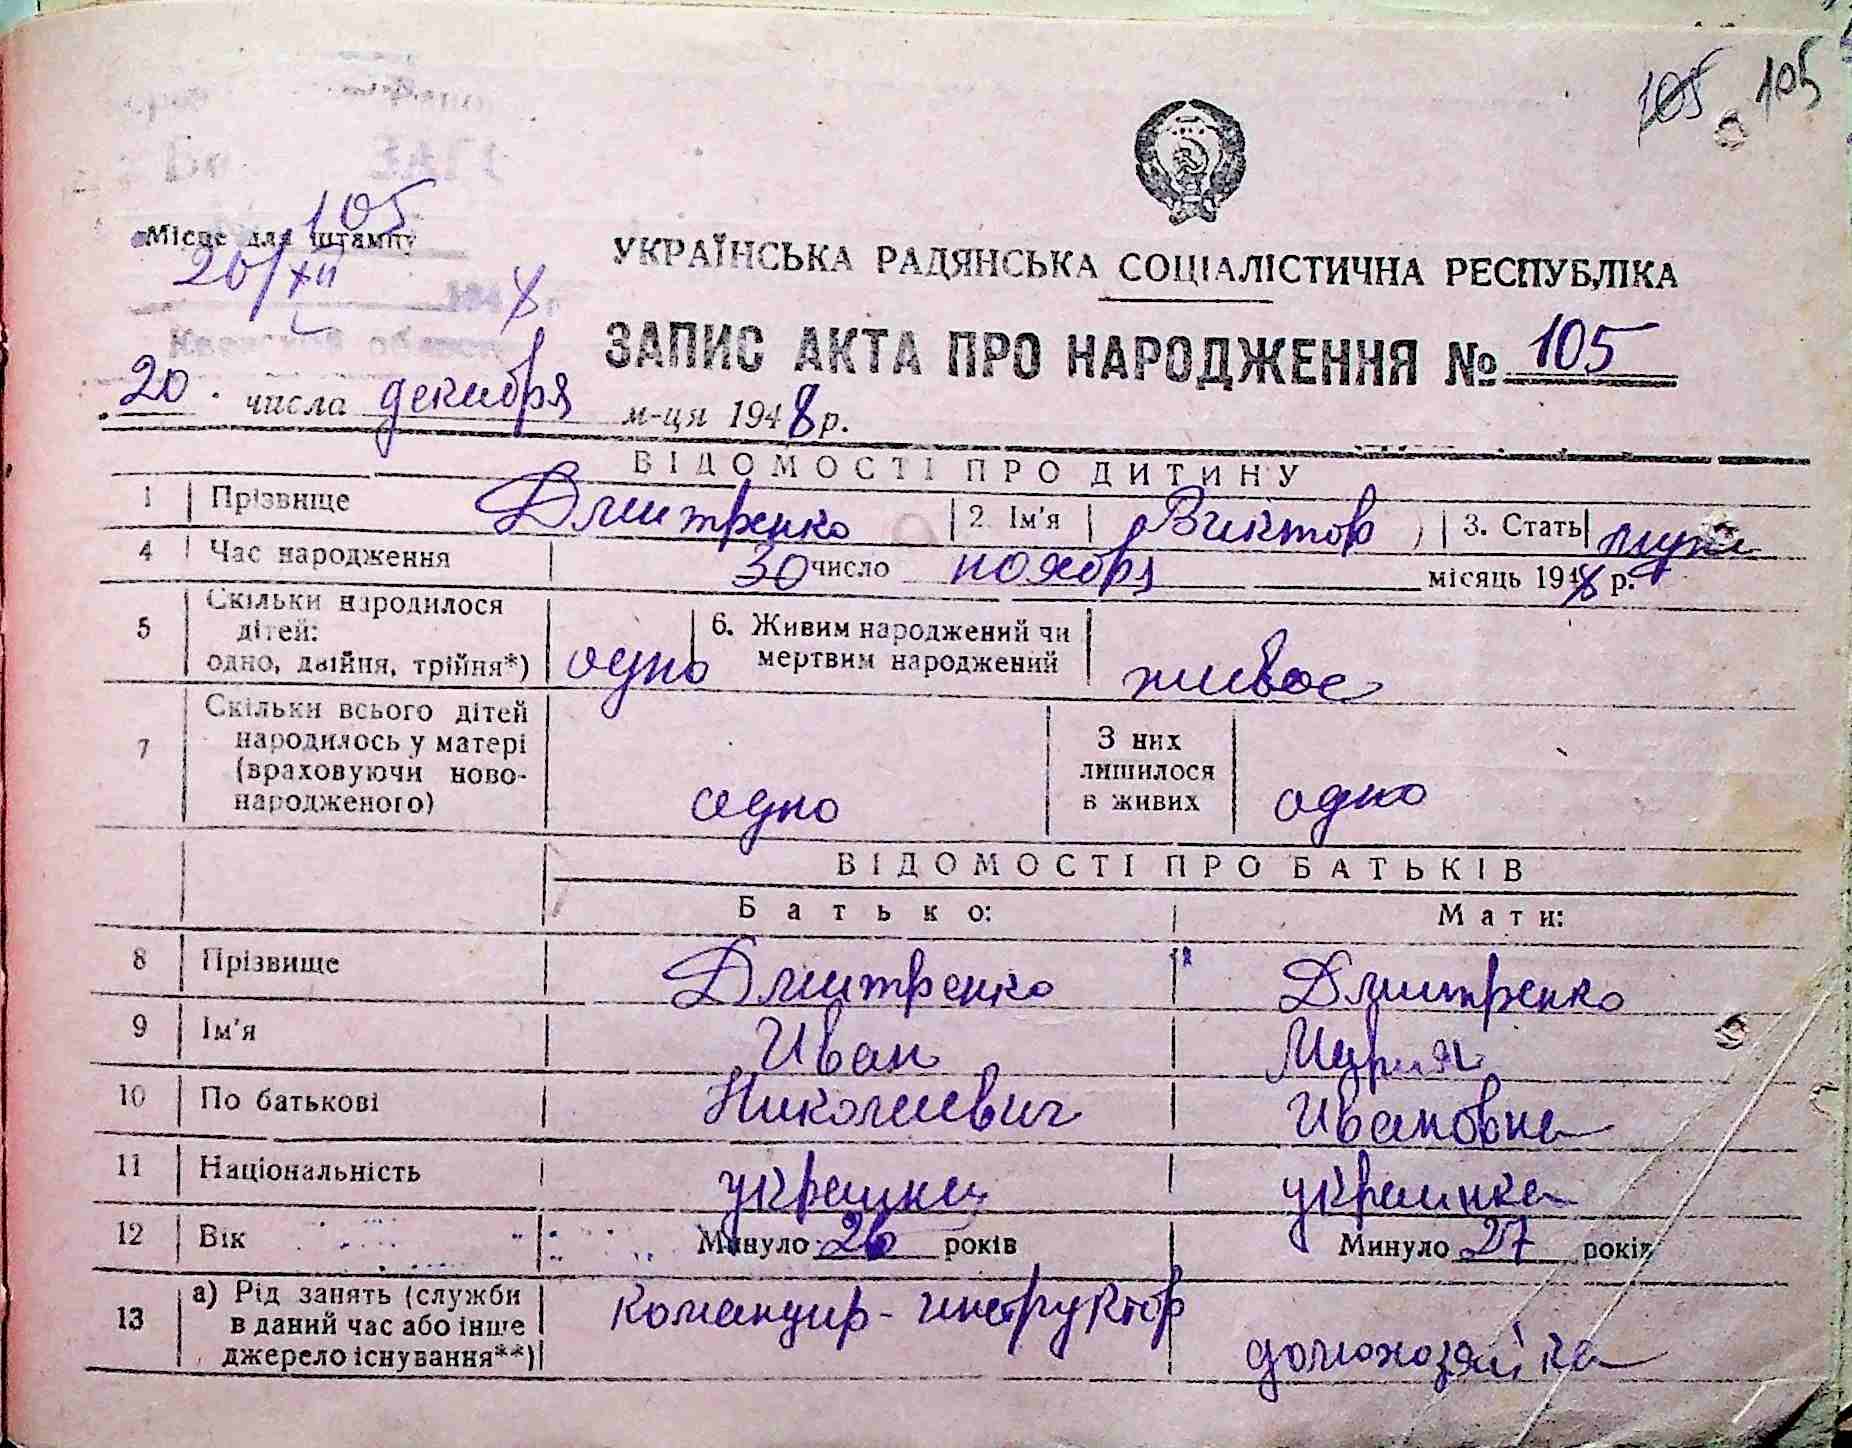 105 105
105
Місце для штампу
26/XII
УКРАЇНСЬКА РАДЯНСЬКА СОЦІАЛІСТИЧНА РЕСПУБЛІКА
ЗАПИС АКТА ПРО НАРОДЖЕННЯ № 105
20 числа декабря м-ця 1948 р.
ВІДОМОСТІ ПРО ДИТИНУ
1 Прізвище Дмитренко 2. Ім'я Виктор 3. Стать муж
4 Час народження 30 число ноября місяць 1948 р.
5 Скільки народилося
дітей:
одно, двійня, трійня*) одно 6. Живим народжений чи
мертвим народжений живое
7 Скільки всього дітей
народилось у матері
(враховуючи ново-
народженого) одно З них
лишилося
в живих одно
ВІДОМОСТІ ПРО БАТЬКІВ
Батько: Мати:
8 Прізвище Дмитренко Дмитренко
9 Ім'я Иван Мария
10 По батькові Николаевич Ивановна
11 Національність украинец украинка
12 Вік Минуло 26 років Минуло 27 років
13 а) Рід занять (служби
в даний час або інше
джерело існування**) командир-инструктор домохозяйка